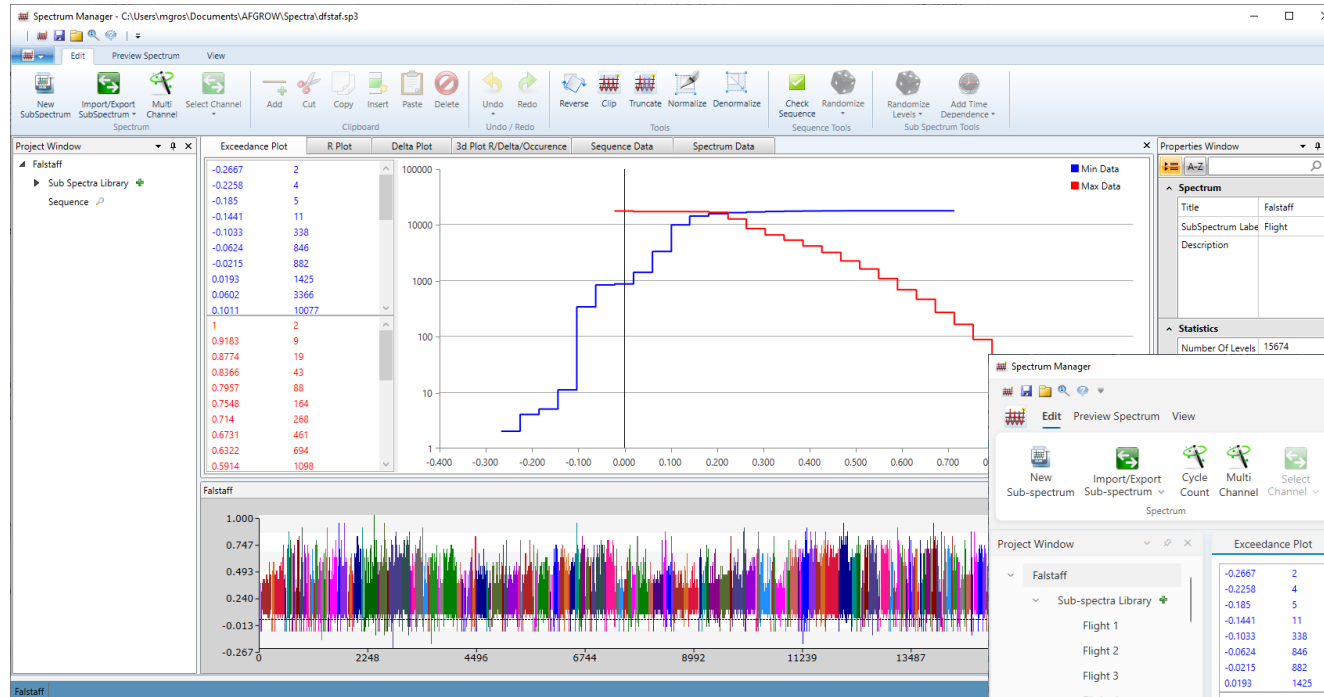 Spectrum Manager - C:\Users\mgros\Documents\AFGROW\Spectra\dfstaf.sp3
Edit Preview Spectrum View
New SubSpectrum
Import/Export SubSpectrum
Multi Channel
Select Channel
Add Cut Copy Insert Paste Delete
Undo Redo
Reverse Clip Truncate Normalize Denormalize
Check Sequence
Randomize
Randomize Levels
Add Time Dependence
Spectrum Clipboard Undo / Redo Tools Sequence Tools Sub Spectrum Tools
Project Window
Falstaff
Sub Spectra Library
Sequence
Exceedance Plot R Plot Delta Plot 3d Plot R/Delta/Occurence Sequence Data Spectrum Data
-0.2667 2
-0.2258 4
-0.185 5
-0.1441 11
-0.1033 338
-0.0624 846
-0.0215 882
0.0193 1425
0.0602 3366
0.1011 10077
1 2
0.9183 9
0.8774 19
0.8366 43
0.7957 88
0.7548 164
0.714 268
0.6731 461
0.6322 694
0.5914 1098
Min Data
Max Data
100000
10000
1000
100
10
1
-0.400 -0.300 -0.200 -0.100 0.000 0.100 0.200 0.300 0.400 0.500 0.600 0.700
Properties Window
A-Z
Spectrum
Title Falstaff
SubSpectrum Labe Flight
Description
Statistics
Number Of Levels 15674
Falstaff
1.000
0.747
0.493
0.240
-0.013
-0.267
0 2248 4496 6744 8992 11239 13487
Falstaff
Spectrum Manager
Edit Preview Spectrum View
New Sub-spectrum
Import/Export Sub-spectrum
Cycle Count
Multi Channel
Select Channel
Spectrum
Project Window
Falstaff
Sub-spectra Library
Flight 1
Flight 2
Flight 3
Exceedance Plot
-0.2667 2
-0.2258 4
-0.185 5
-0.1441 11
-0.1033 338
-0.0624 846
-0.0215 882
0.0193 1425